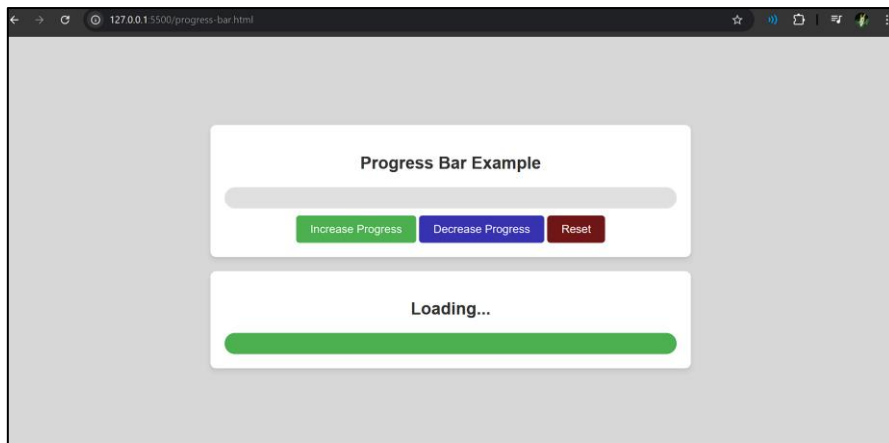 127.0.0.1:5500/progress-bar.html
Progress Bar Example
Increase Progress Decrease Progress Reset
Loading...